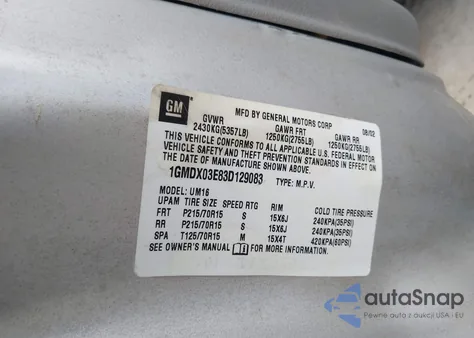 GM
MFD BY GENERAL MOTORS CORP 08/02
GVWR GAWR FRT GAWR RR
2430KG(5357LB) 1250KG(2755LB) 1250KG(2755LB)
THIS VEHICLE CONFORMS TO ALL APPLICABLE U.S. FEDERAL MOTOR
VEHICLE SAFETY AND THEFT PREVENTION STANDARDS IN EFFECT ON
THE DATE OF MANUFACTURE SHOWN ABOVE.
1GMDX03E83D129083 TYPE: M.P.V.
MODEL: UM16
UPAM TIRE SIZE SPEED RTG RIM COLD TIRE PRESSURE
FRT P215/70R15 S 15X6J 240KPA(35PSI)
RR P215/70R15 S 15X6J 240KPA(35PSI)
SPA T125/70R15 M 15X4T 420KPA(60PSI)
SEE OWNER'S MANUAL FOR MORE INFORMATION
autoSnap
Pewne auto z USA i EU